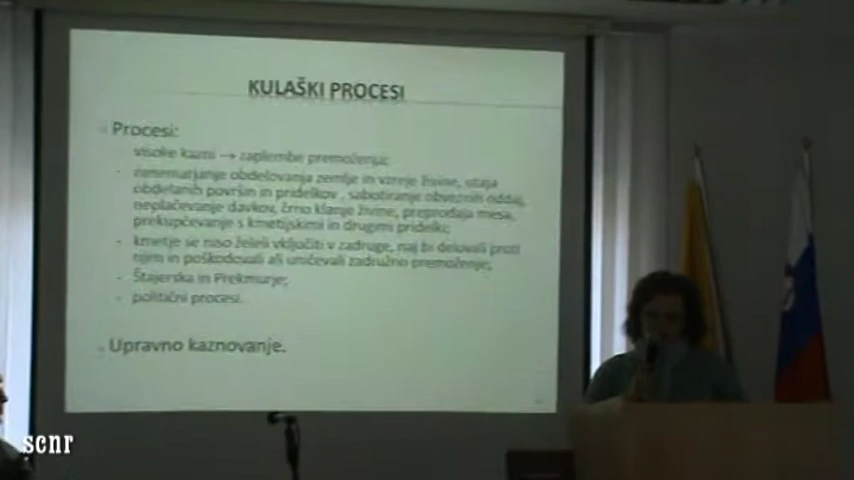 KULAŠKI PROCESI
Procesi:
visoke kazni → zaplembe premoženja;
- zanemarjanje obdelovanja zemlje in vzreje živine, utaja
obdelanih površin in pridelkov , sabotiranje obveznih oddaj,
neplačevanje davkov, črno klanje živine, preprodaja mesa,
prekupčevanje s kmetijskimi in drugimi pridelki;
- kmetje se niso želeli vključiti v zadruge, naj bi delovali proti
njim in poškodovali ali uničevali zadružno premoženje;
- Štajerska in Prekmurje;
- politični procesi.
Upravno kaznovanje.
scnr